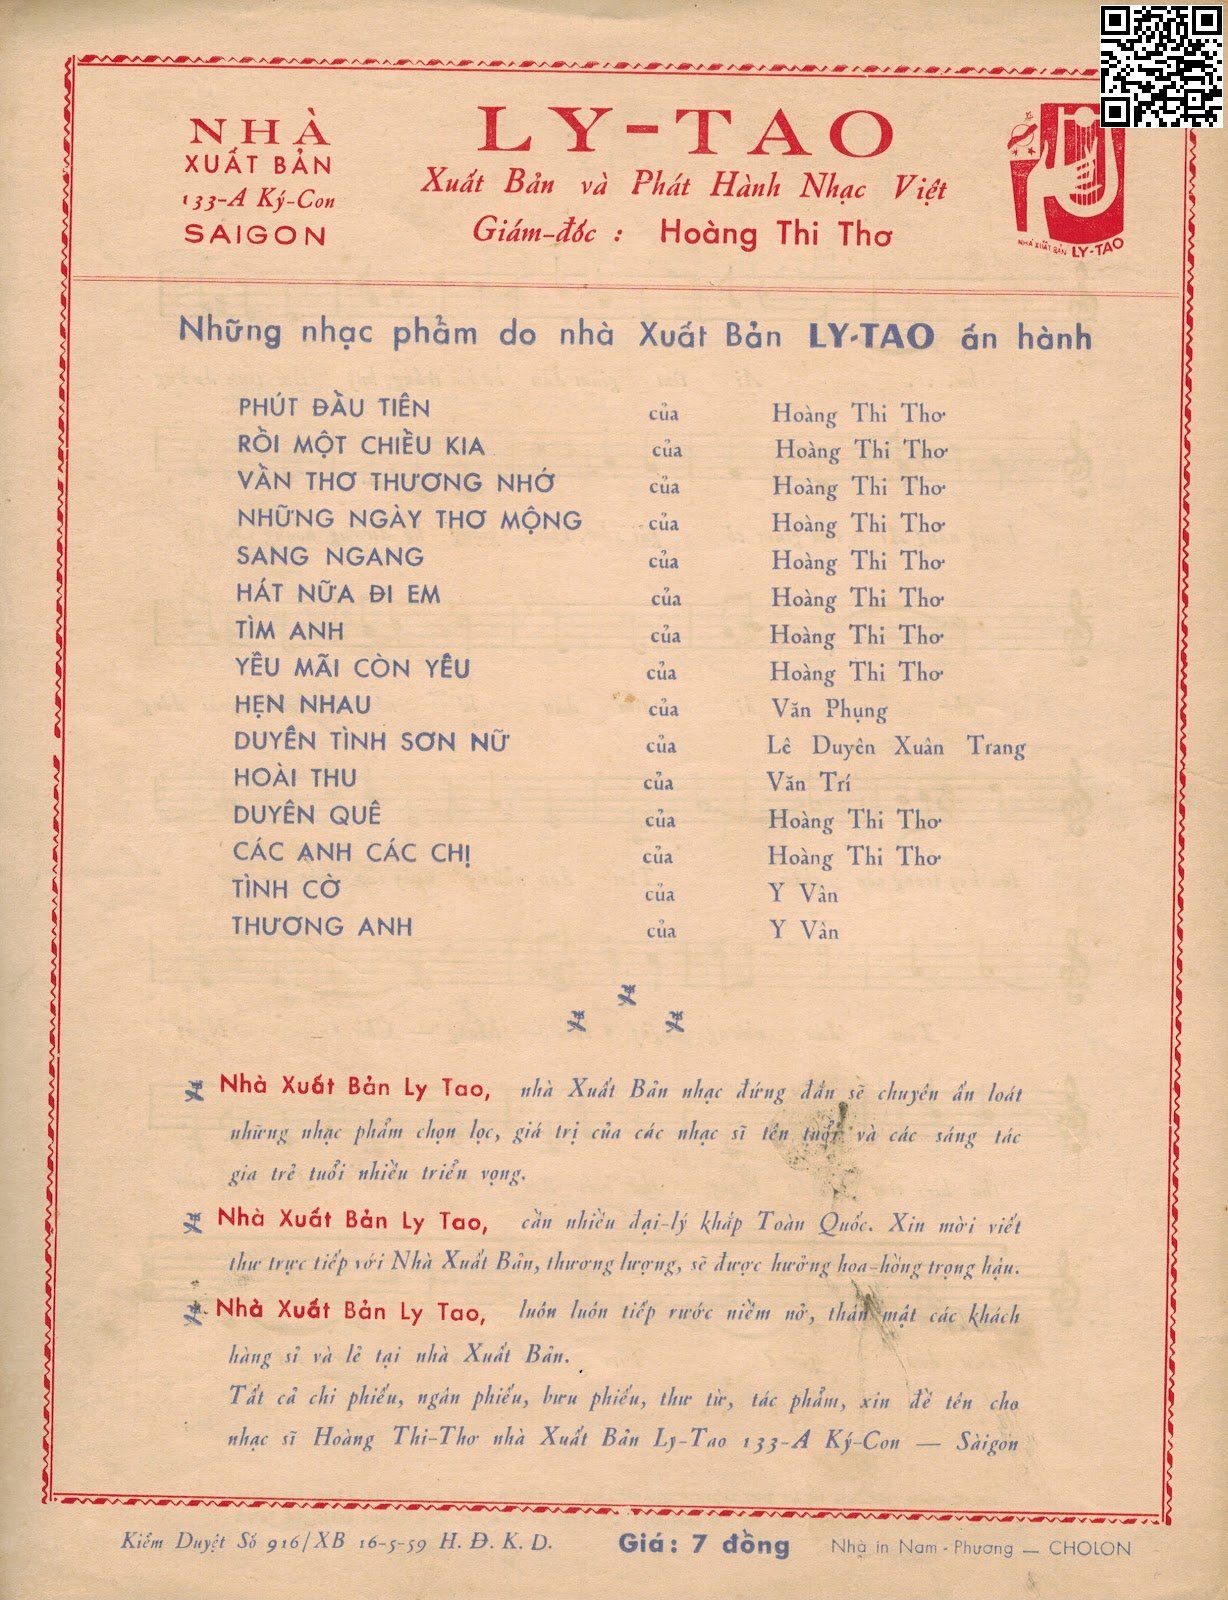 NHÀ
XUẤT BẢN
133-A Ký-Con
SAIGON
LY-TAO
Xuất Bản và Phát Hành Nhạc Việt
Giám-đốc : Hoàng Thi Thơ
NHÀ XUẤT BẢN LY-TAO
Những nhạc phẩm do nhà Xuất Bản LY-TAO ấn hành
PHÚT ĐẦU TIÊN của Hoàng Thi Thơ
RỒI MỘT CHIỀU KIA của Hoàng Thi Thơ
VẦN THƠ THƯƠNG NHỚ của Hoàng Thi Thơ
NHỮNG NGÀY THƠ MỘNG của Hoàng Thi Thơ
SANG NGANG của Hoàng Thi Thơ
HÁT NỮA ĐI EM của Hoàng Thi Thơ
TÌM ANH của Hoàng Thi Thơ
YÊU MÃI CÒN YÊU của Hoàng Thi Thơ
HẸN NHAU của Văn Phụng
DUYÊN TÌNH SƠN NỮ của Lê Duyên Xuân Trang
HOÀI THU của Văn Trí
DUYÊN QUÊ của Hoàng Thi Thơ
CÁC ANH CÁC CHỊ của Hoàng Thi Thơ
TÌNH CỜ của Y Vân
THƯƠNG ANH của Y Vân
Nhà Xuất Bản Ly Tao, nhà Xuất Bản nhạc đứng đắn sẽ chuyên ấn loát
những nhạc phẩm chọn lọc, giá trị của các nhạc sĩ tên tuổi và các sáng tác
gia trẻ tuổi nhiều triển vọng.
Nhà Xuất Bản Ly Tao, cần nhiều đại-lý khắp Toàn Quốc. Xin mời viết
thư trực tiếp với Nhà Xuất Bản, thương lượng, sẽ được hưởng hoa-hồng trọng hậu.
Nhà Xuất Bản Ly Tao, luôn luôn tiếp rước niềm nở, thân mật các khách
hàng sỉ và lẻ tại nhà Xuất Bản.
Tất cả chi phiếu, ngân phiếu, bưu phiếu, thư từ, tác phẩm, xin đề tên cho
nhạc sĩ Hoàng Thi-Thơ nhà Xuất Bản Ly-Tao 133-A Ký-Con — Sàigon
Kiểm Duyệt Số 916/XB 16-5-59 H. Đ. K. D.
Giá: 7 đồng
Nhà in Nam-Phương — CHOLON